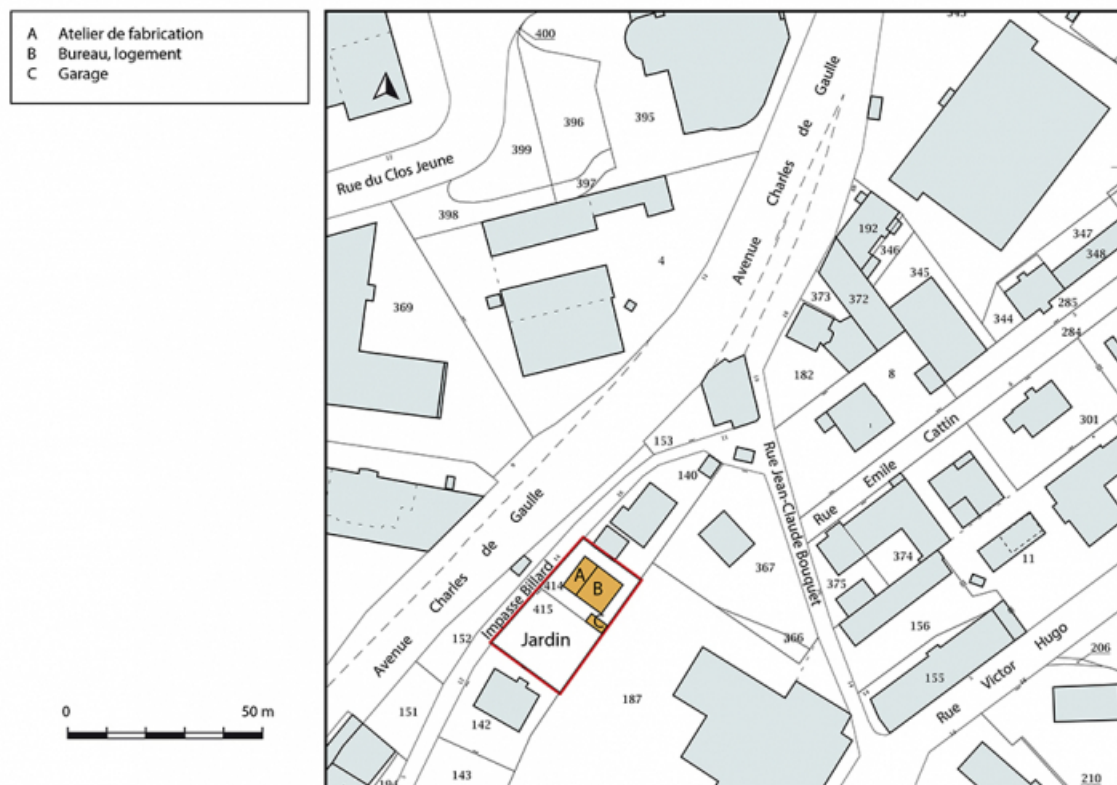 A Atelier de fabrication
B Bureau, logement
C Garage
0 50 m
400
345
396
395
399
Rue du Clos Jeune
397
398
4
369
Avenue Charles de Gaulle
192
346
347
348
345
373
372
285
344
284
182
8
301
153
Rue Emile Cattin
140
Rue Jean-Claude Bouquet
367
374
11
375
Avenue Charles de Gaulle
Impasse Billard
A
B
C
414
415
Jardin
152
156
366
155
Rue Victor Hugo
206
187
151
142
143
194
210